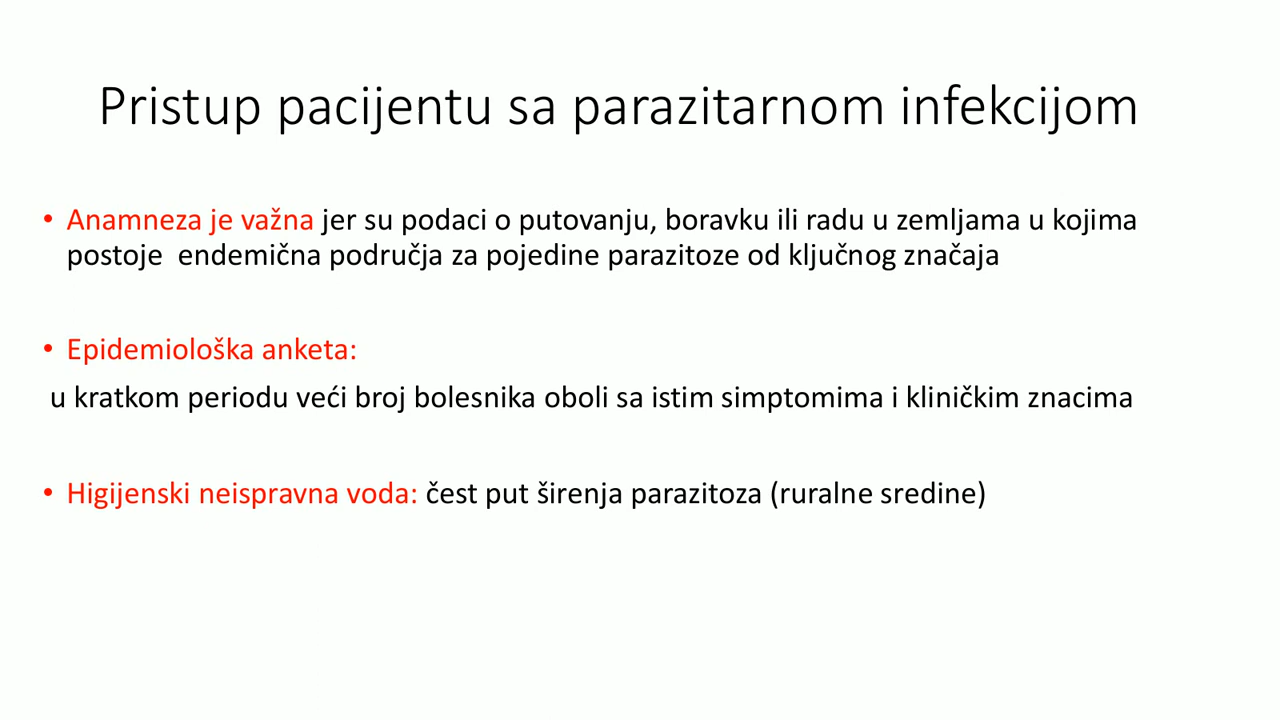 Pristup pacijentu sa parazitarnom infekcijom
• Anamneza je važna jer su podaci o putovanju, boravku ili radu u zemljama u kojima
postoje  endemična područja za pojedine parazitoze od ključnog značaja
• Epidemiološka anketa:
u kratkom periodu veći broj bolesnika oboli sa istim simptomima i kliničkim znacima
• Higijenski neispravna voda: čest put širenja parazitoza (ruralne sredine)